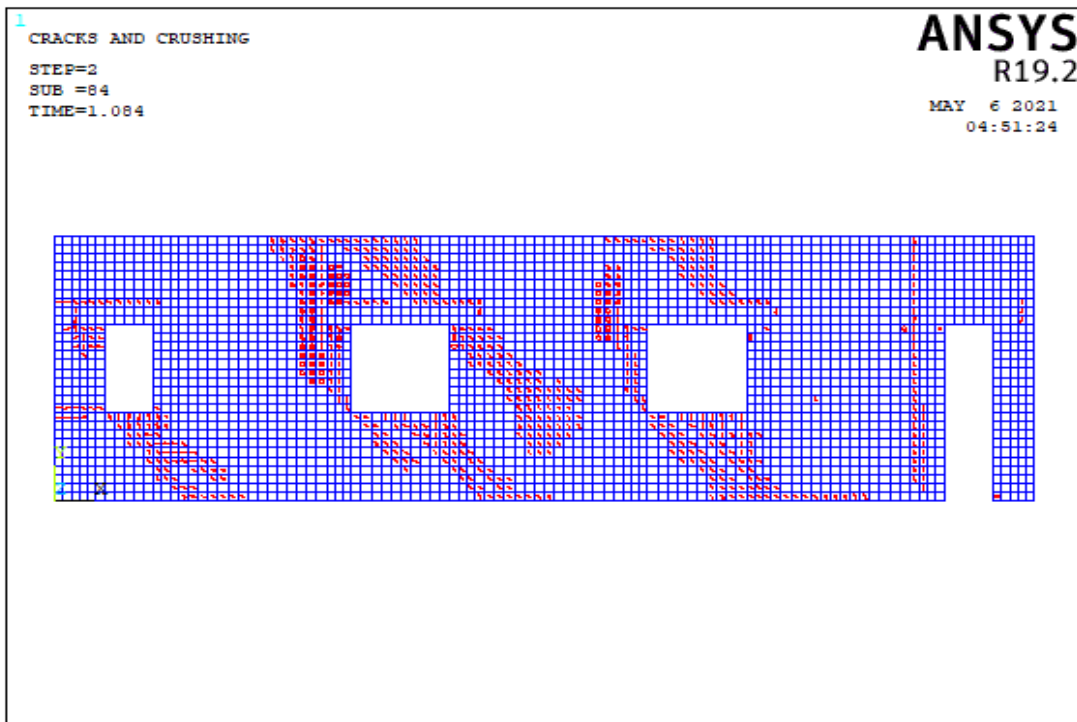 1
CRACKS AND CRUSHING
STEP=2
SUB =84
TIME=1.084
ANSYS
R19.2
MAY  6 2021
04:51:24
Y
Z X